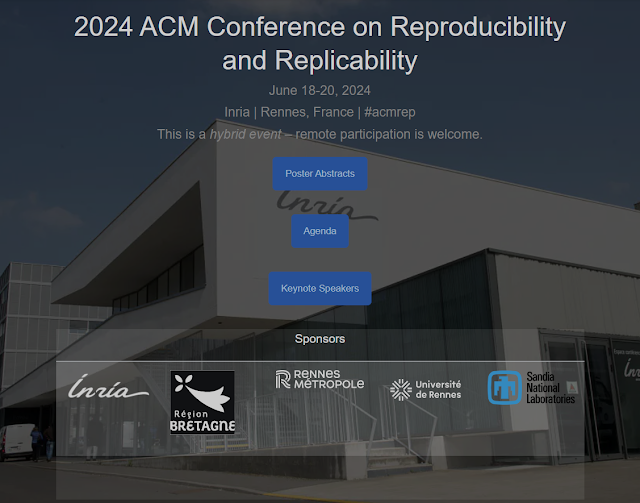 2024 ACM Conference on Reproducibility
and Replicability
June 18-20, 2024
Inria | Rennes, France | #acmrep
This is a hybrid event – remote participation is welcome.
Poster Abstracts
Inria
Agenda
Keynote Speakers
Sponsors
Inria
Région
BRETAGNE
RENNES
MÉTROPOLE
Université
de Rennes
Sandia
National
Laboratories